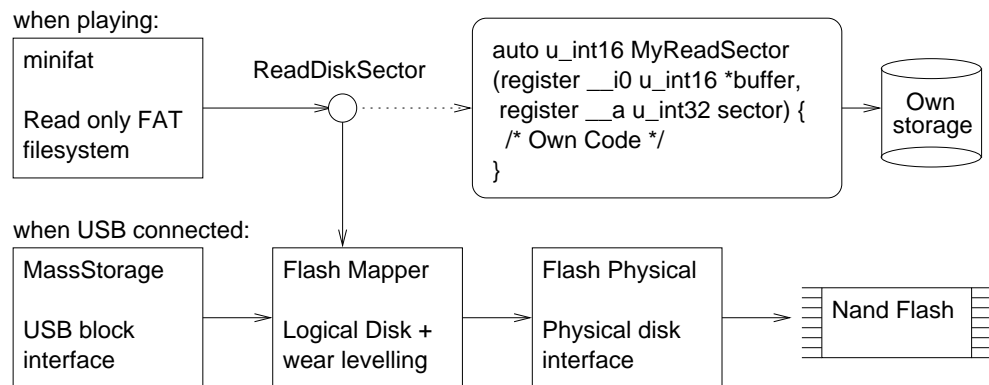 when playing:
minifat
Read only FAT
filesystem
ReadDiskSector
auto u_int16 MyReadSector
(register __i0 u_int16 *buffer,
register __a u_int32 sector) {
/* Own Code */
}
Own
storage
when USB connected:
MassStorage
USB block
interface
Flash Mapper
Logical Disk +
wear levelling
Flash Physical
Physical disk
interface
Nand Flash